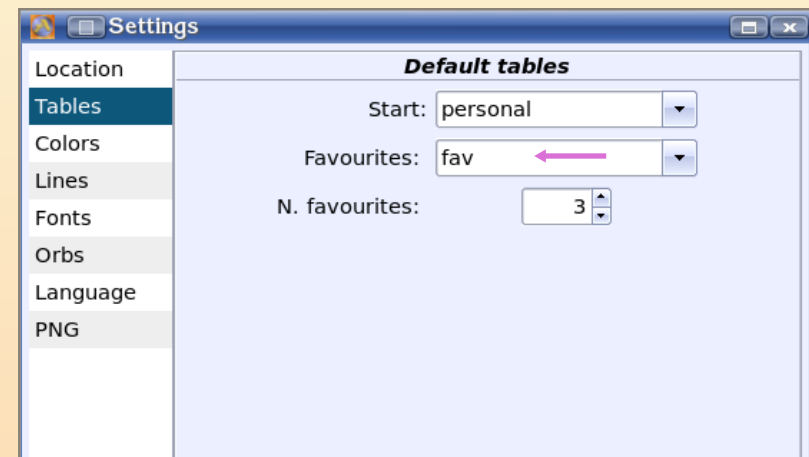 Settings
Location
Tables
Colors
Lines
Fonts
Orbs
Language
PNG
Default tables
Start: personal
Favourites: fav
N. favourites: 3